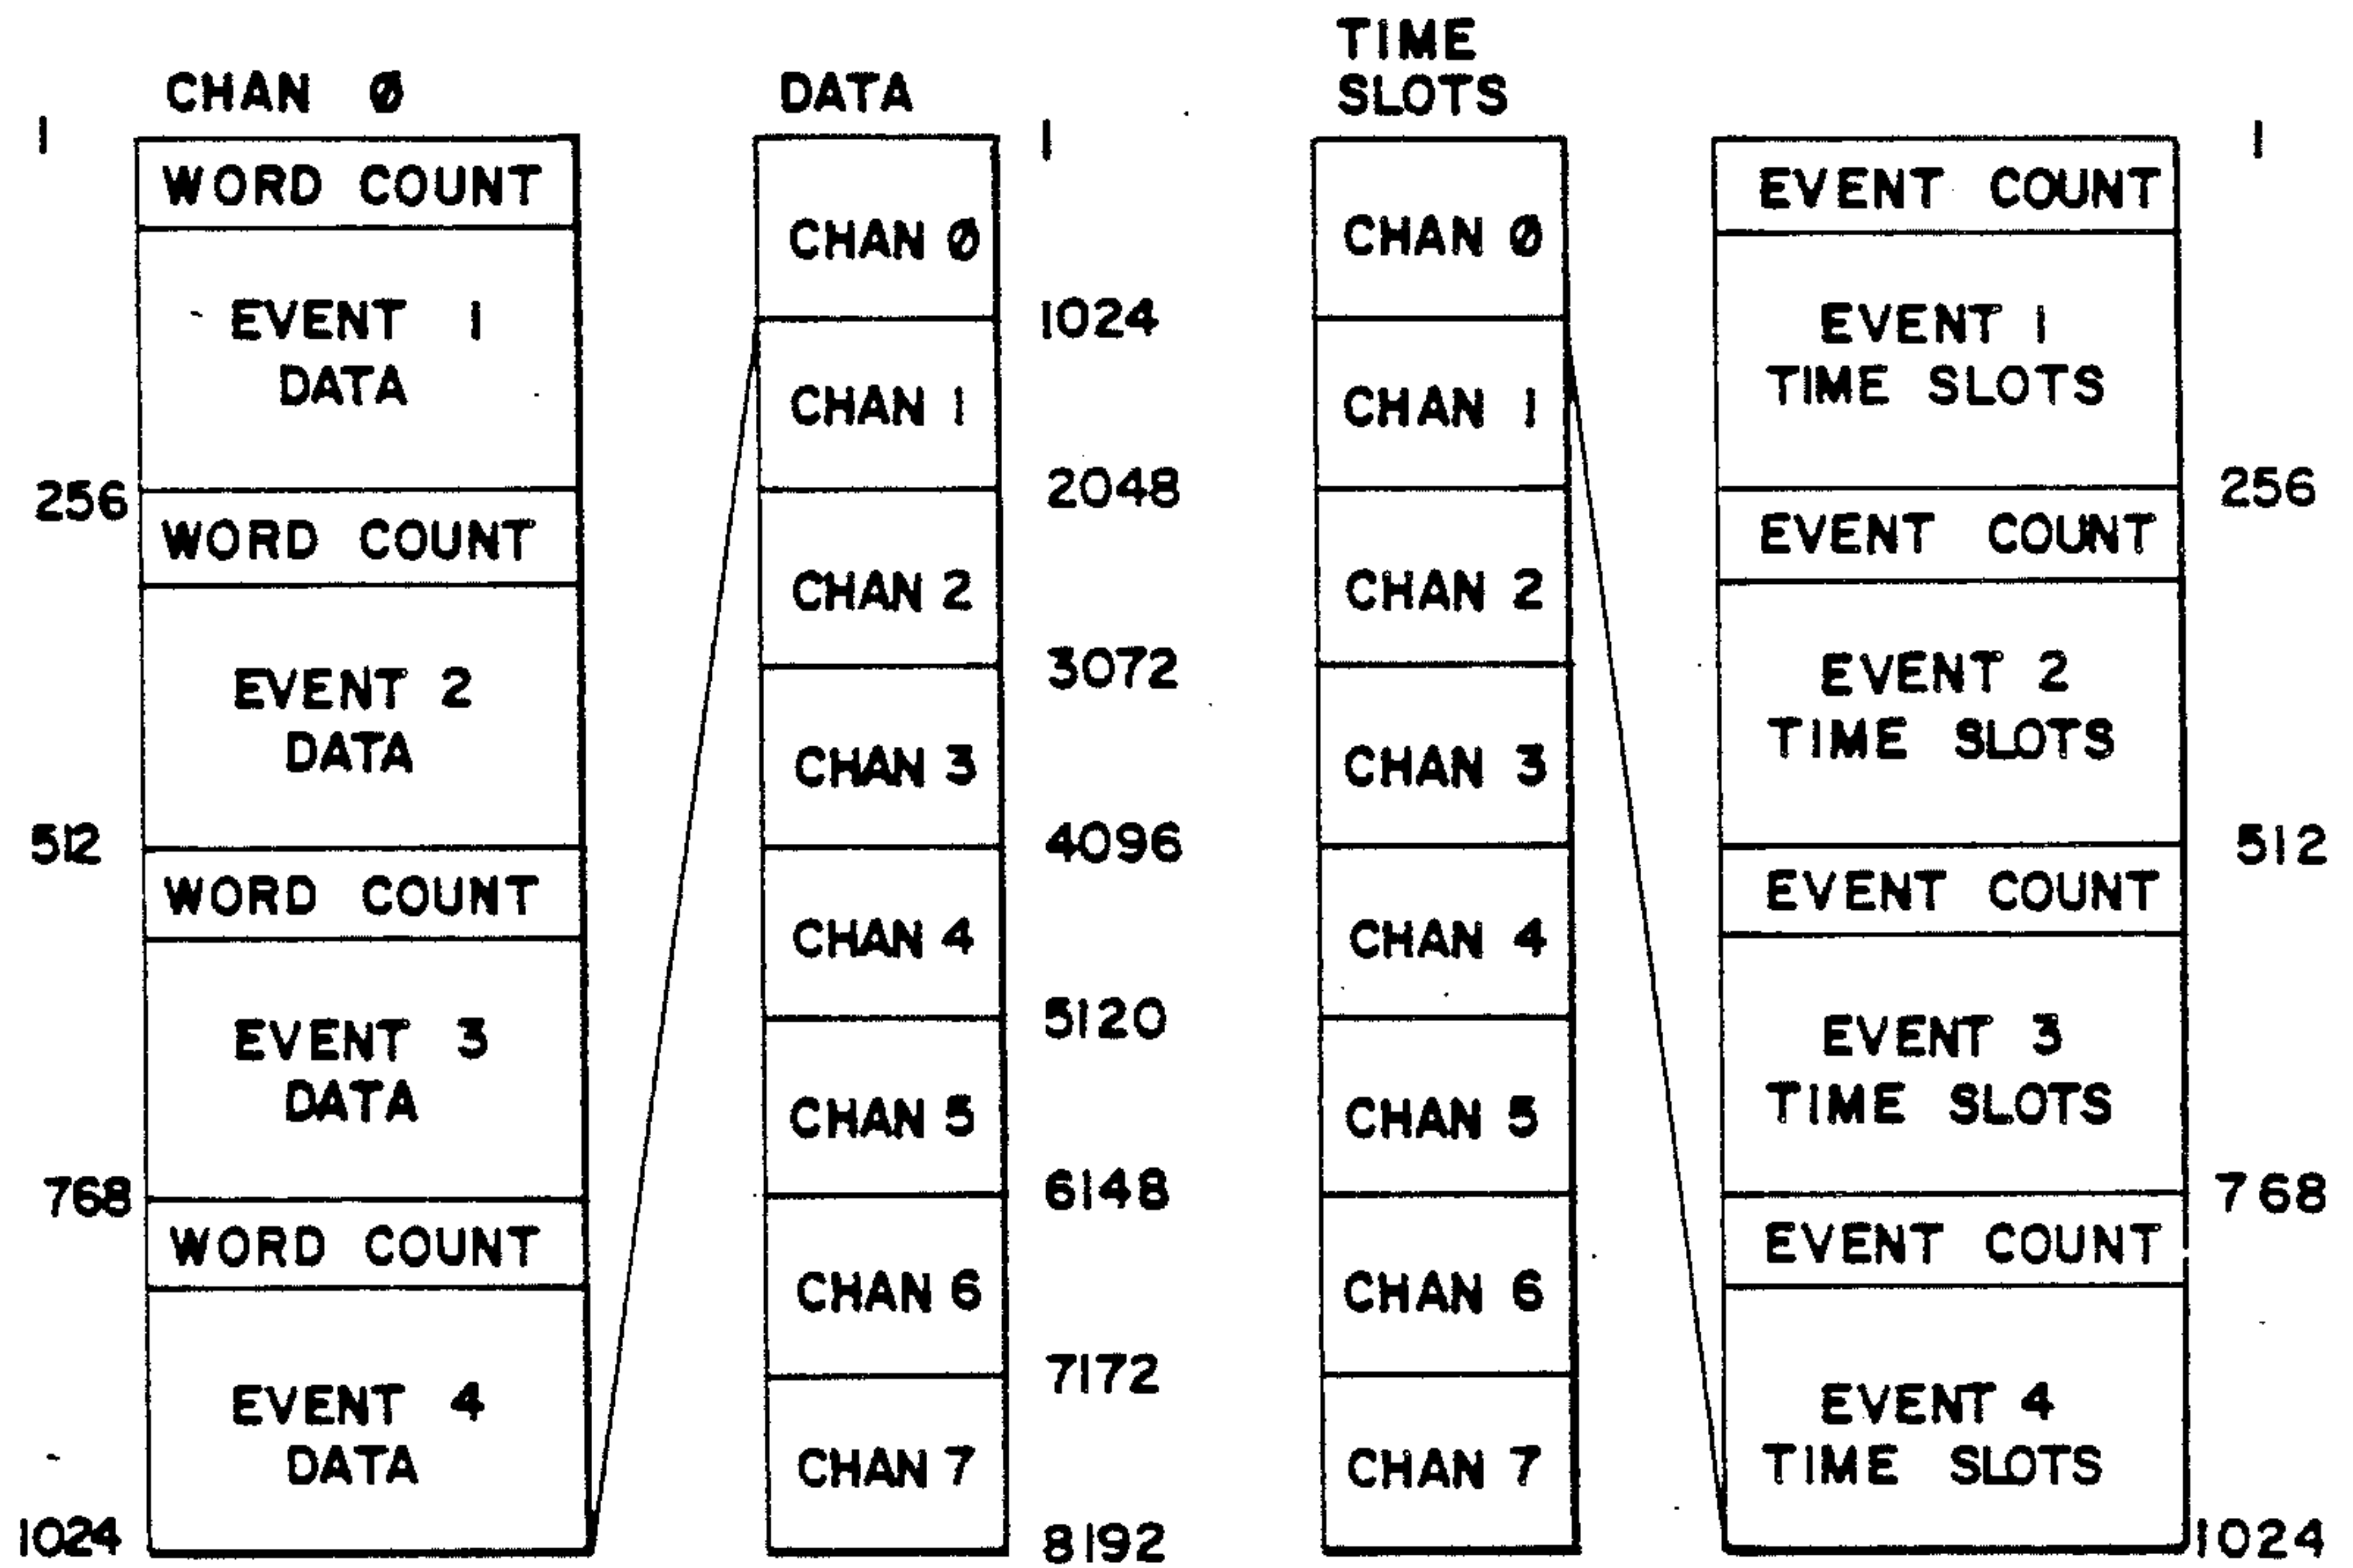 CHAN 0
1
WORD COUNT
EVENT 1
DATA
256
WORD COUNT
EVENT 2
DATA
512
WORD COUNT
EVENT 3
DATA
768
WORD COUNT
EVENT 4
DATA
1024
DATA
1
CHAN 0
1024
CHAN 1
2048
CHAN 2
3072
CHAN 3
4096
CHAN 4
5120
CHAN 5
6148
CHAN 6
7172
CHAN 7
8192
TIME
SLOTS
CHAN 0
CHAN 1
CHAN 2
CHAN 3
CHAN 4
CHAN 5
CHAN 6
CHAN 7
1
EVENT COUNT
EVENT 1
TIME SLOTS
256
EVENT COUNT
EVENT 2
TIME SLOTS
512
EVENT COUNT
EVENT 3
TIME SLOTS
768
EVENT COUNT
EVENT 4
TIME SLOTS
1024